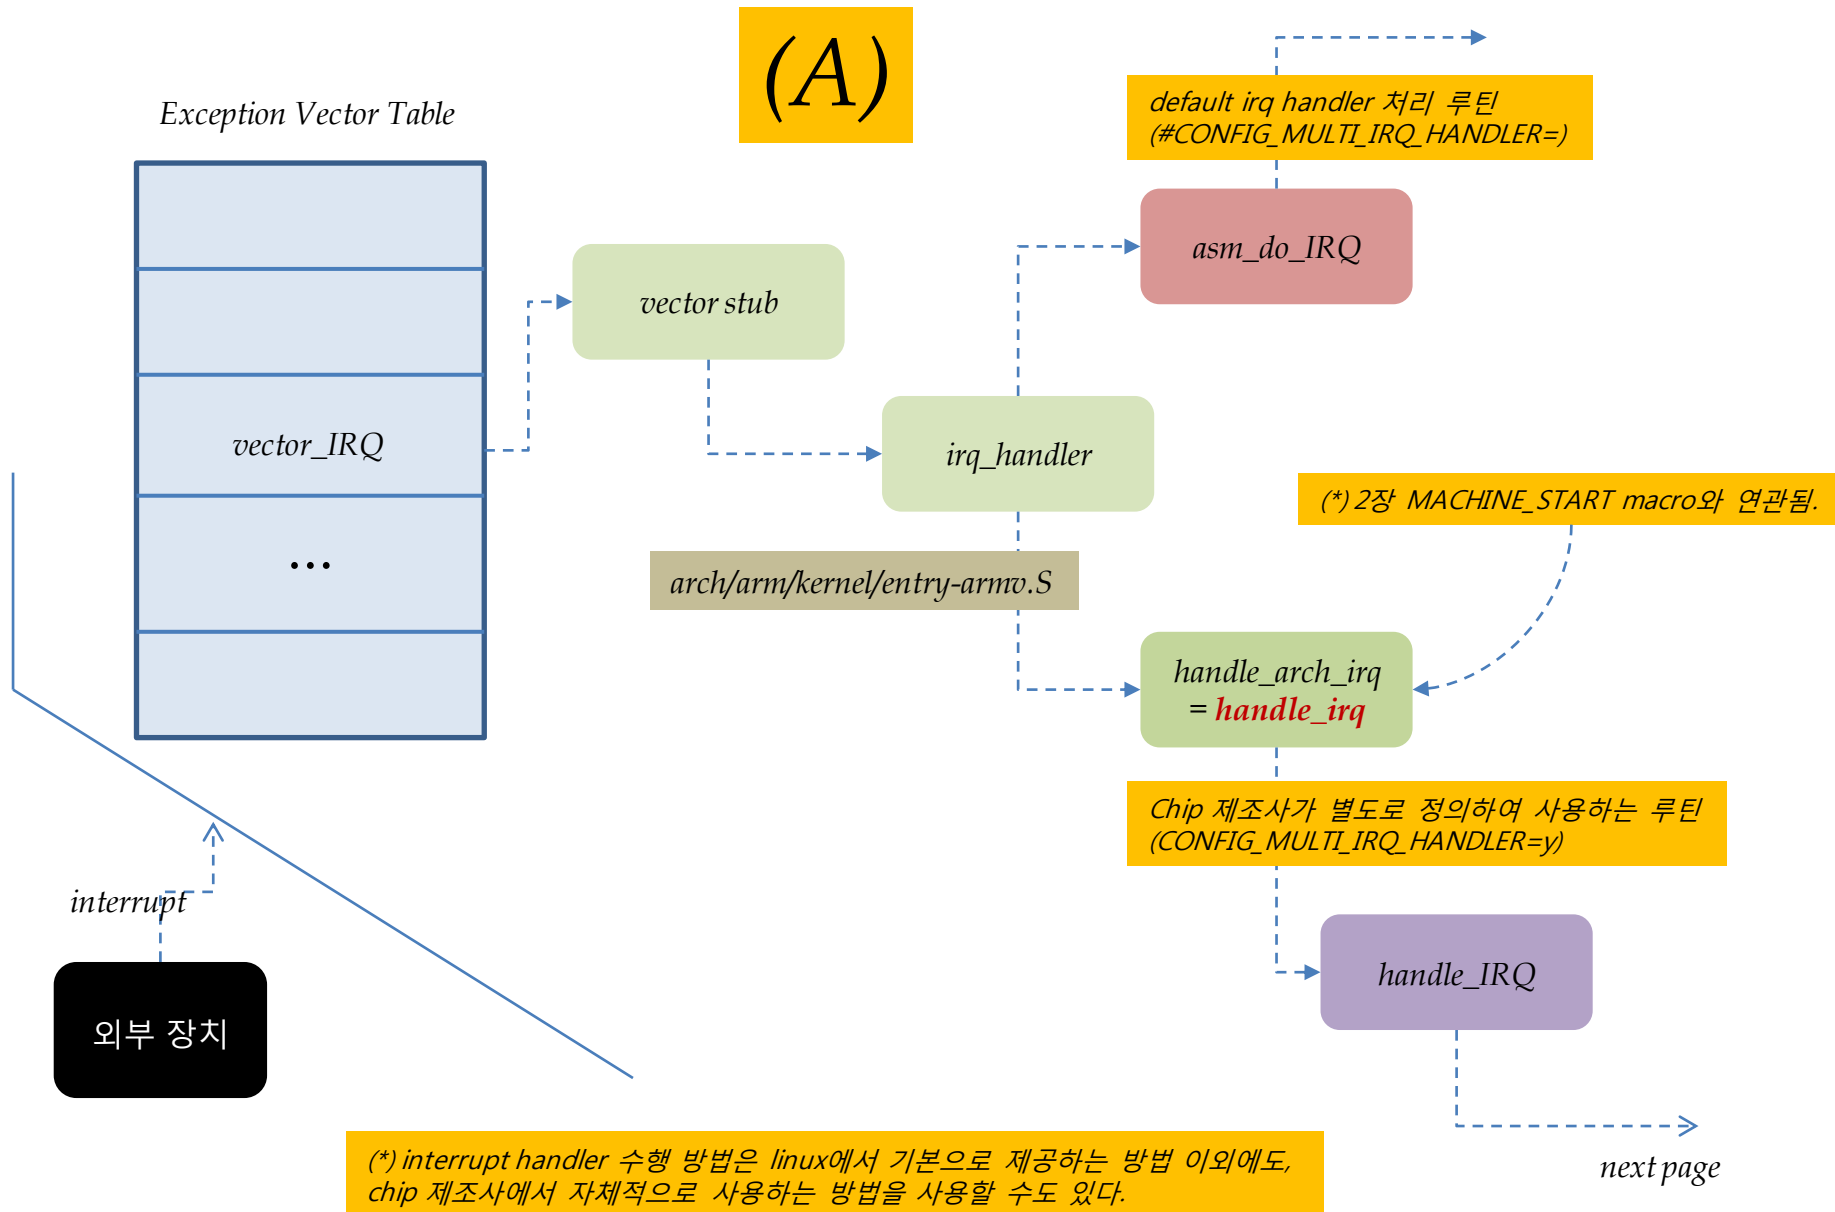 (A)
Exception Vector Table
default irq handler 처리 루틴
(#CONFIG_MULTI_IRQ_HANDLER=)
asm_do_IRQ
vector stub
vector_IRQ
irq_handler
(*) 2장 MACHINE_START macro와 연관됨.
...
arch/arm/kernel/entry-armv.S
handle_arch_irq
= handle_irq
Chip 제조사가 별도로 정의하여 사용하는 루틴
(CONFIG_MULTI_IRQ_HANDLER=y)
interrupt
handle_IRQ
외부 장치
next page
(*) interrupt handler 수행 방법은 linux에서 기본으로 제공하는 방법 이외에도,
chip 제조사에서 자체적으로 사용하는 방법을 사용할 수도 있다.